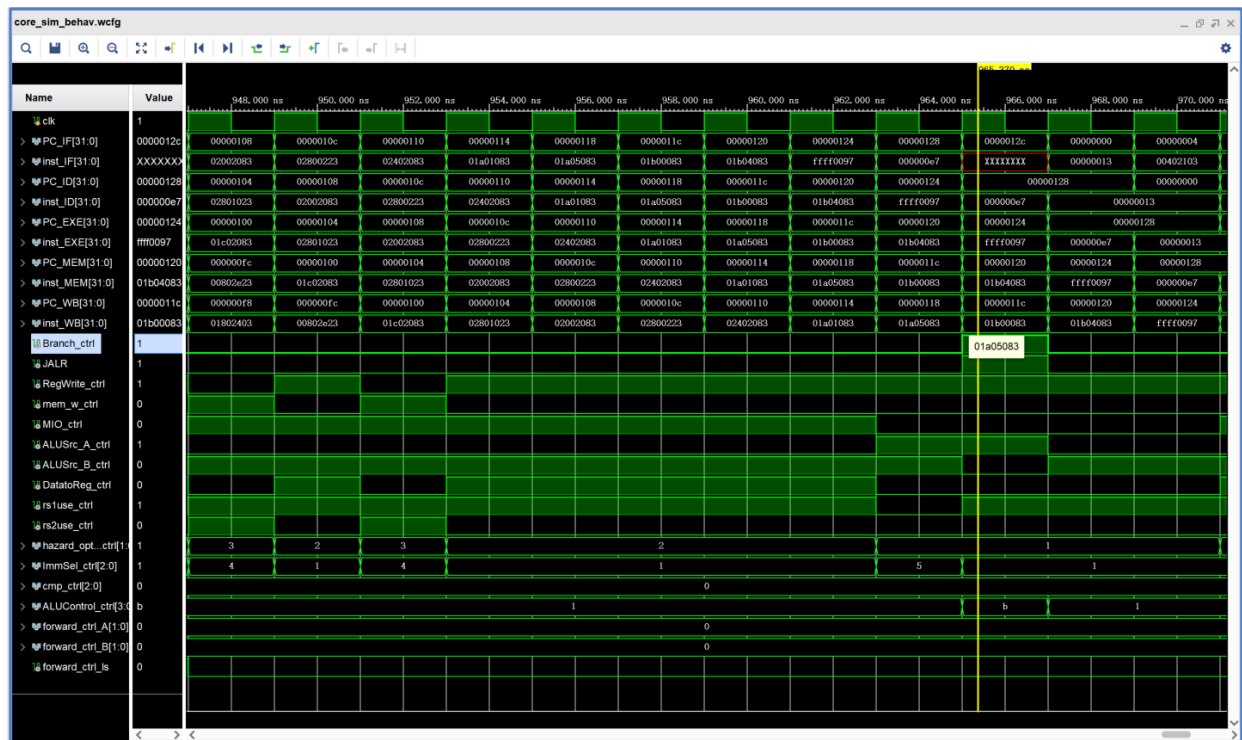 core_sim_behav.wcfg
965.270 ns
Name Value 948.000 ns 950.000 ns 952.000 ns 954.000 ns 956.000 ns 958.000 ns 960.000 ns 962.000 ns 964.000 ns 966.000 ns 968.000 ns 970.000 ns
clk 1
PC_IF[31:0] 0000012c 00000108 0000010c 00000110 00000114 00000118 0000011c 00000120 00000124 00000128 0000012c 00000000 00000004
inst_IF[31:0] XXXXXXX 02002083 02800223 02402083 01a01083 01a05083 01b00083 01b04083 ffff0097 000000e7 XXXXXXXX 00000013 00402103
PC_ID[31:0] 00000128 00000104 00000108 0000010c 00000110 00000114 00000118 0000011c 00000120 00000124 00000128 00000000
inst_ID[31:0] 000000e7 02801023 02002083 02800223 02402083 01a01083 01a05083 01b00083 01b04083 ffff0097 000000e7 00000013
PC_EXE[31:0] 00000124 00000100 00000104 00000108 0000010c 00000110 00000114 00000118 0000011c 00000120 00000124 00000128
inst_EXE[31:0] ffff0097 01c02083 02801023 02002083 02800223 02402083 01a01083 01a05083 01b00083 01b04083 ffff0097 000000e7 00000013
PC_MEM[31:0] 00000120 000000fc 00000100 00000104 00000108 0000010c 00000110 00000114 00000118 0000011c 00000120 00000124 00000128
inst_MEM[31:0] 01b04083 00802e23 01c02083 02801023 02002083 02800223 02402083 01a01083 01a05083 01b00083 01b04083 ffff0097 000000e7
PC_WB[31:0] 0000011c 000000f8 000000fc 00000100 00000104 00000108 0000010c 00000110 00000114 00000118 0000011c 00000120 00000124
inst_WB[31:0] 01b00083 01802403 00802e23 01c02083 02801023 02002083 02800223 02402083 01a01083 01a05083 01b00083 01b04083 ffff0097
Branch_ctrl 1 01a05083
JALR 1
RegWrite_ctrl 1
mem_w_ctrl 0
MIO_ctrl 0
ALUSrc_A_ctrl 1
ALUSrc_B_ctrl 0
DatatoReg_ctrl 0
rs1use_ctrl 1
rs2use_ctrl 0
hazard_opt...ctrl[1: 1 3 2 3 2 1
ImmSel_ctrl[2:0] 1 4 1 4 1 5 1
cmp_ctrl[2:0] 0 0
ALUControl_ctrl[3:0 b 1 b 1
forward_ctrl_A[1:0] 0 0
forward_ctrl_B[1:0] 0 0
forward_ctrl_ls 0